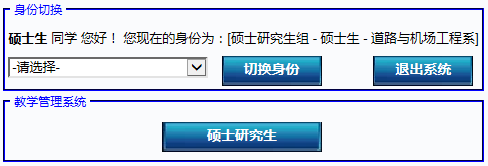 身份切换
硕士生 同学 您好！ 您现在的身份为：[硕士研究生组 - 硕士生 - 道路与机场工程系]
-请选择- 切换身份 退出系统
教学管理系统
硕士研究生